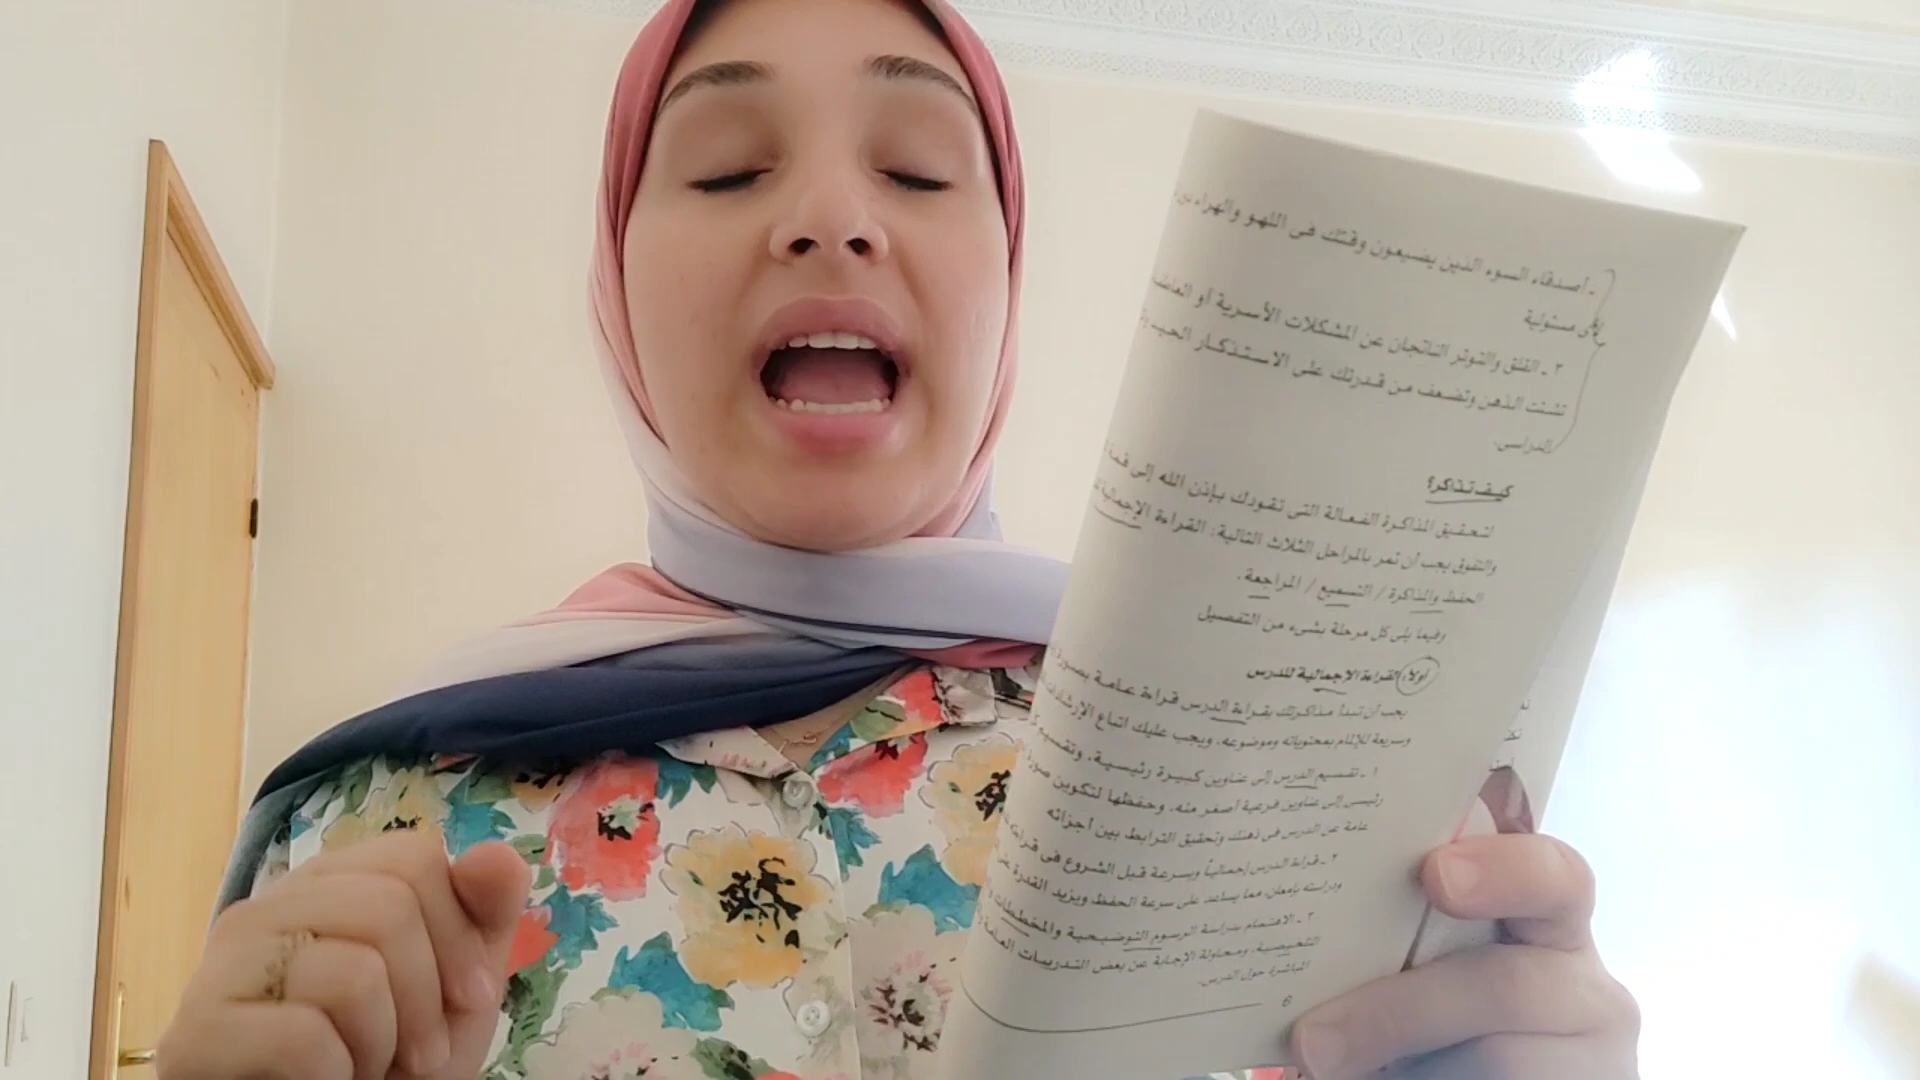 ـ أصدقاء السوء الذين يضيعون وقتك فى اللهو والهراء
لأى مسئولية
٢ ـ القلق والتوتر الناتجان عن المشكلات الأسرية أو
تشتت الذهن وتضعف من قدرتك على الاستذكار الجيد
الدراسى.
كيف تذاكر؟
لتحقيق المذاكرة الفعالة التى تقودك بإذن الله إلى قمة
والتفوق يجب أن تمر بالمراحل الثلاث التالية: القراءة الإجمالية
الحفظ والمذاكرة / التسميع / المراجعة.
وفيما يلى كل مرحلة بشىء من التفصيل
أولا: القراءة الإجمالية للدرس
يجب أن تبدأ مذاكرتك بقراءة الدرس قراءة عامة بصورة
وسريعة للإلمام بمحتوياته وموضوعه، ويجب عليك اتباع
١ ـ تقسيم الدرس إلى عناوين كبيرة رئيسية، وتقسيم
رئيسى إلى عناوين فرعية أصغر منه، وحفظها لتكوين صورة
عامة عن الدرس فى ذهنك وتحقيق الترابط بين أجزائه
٢ ـ قراءة الدرس إجمالياً وبسرعة قبل الشروع فى
ودراسته بإمعان، مما يساعد على سرعة الحفظ ويزيد القدرة
٣ ـ الاهتمام بدراسة الرسوم التوضيحية والمخططات
التلخيصية، ومحاولة الإجابة عن بعض التدريبات العامة
المباشرة حول الدرس.
6